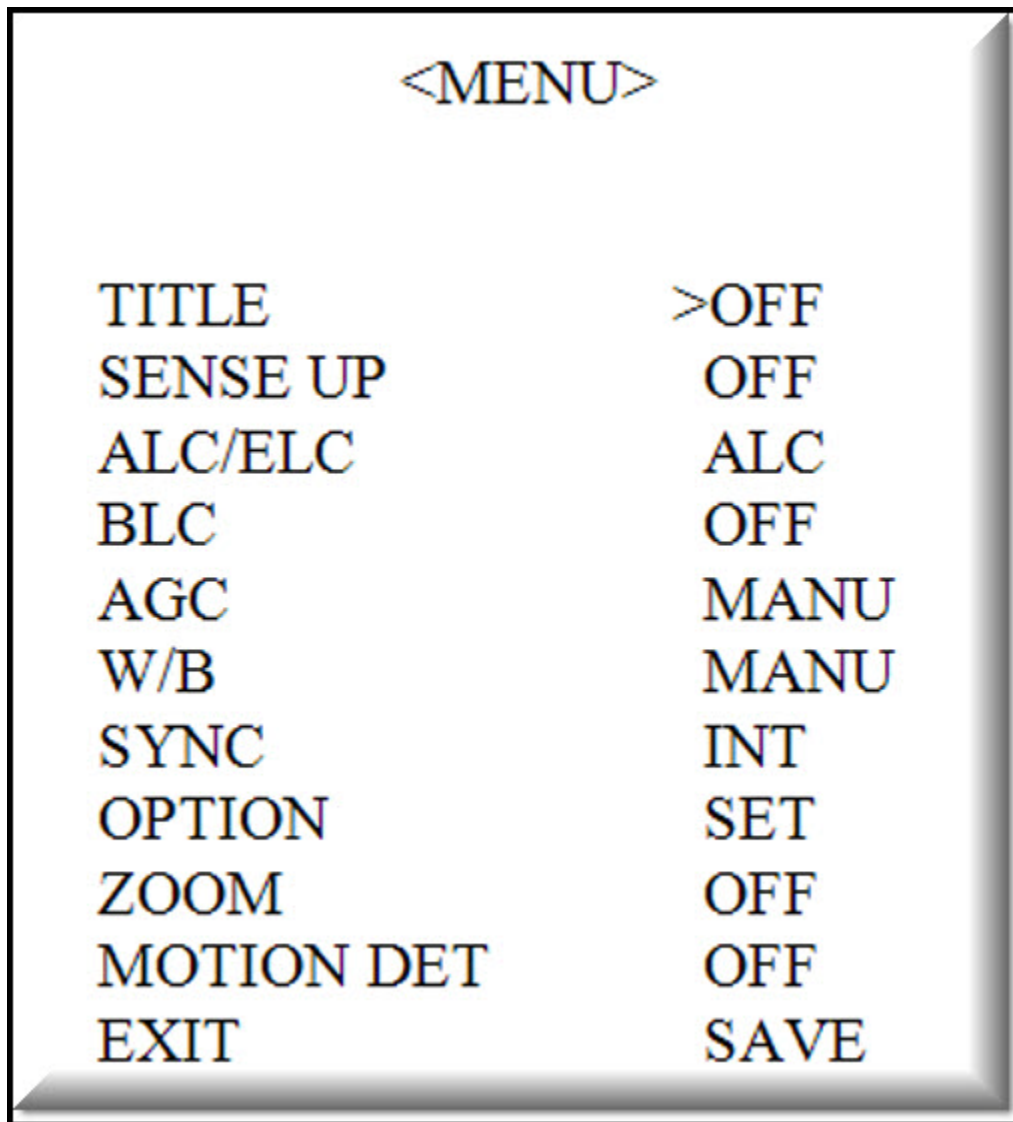 <MENU>
TITLE >OFF
SENSE UP OFF
ALC/ELC ALC
BLC OFF
AGC MANU
W/B MANU
SYNC INT
OPTION SET
ZOOM OFF
MOTION DET OFF
EXIT SAVE